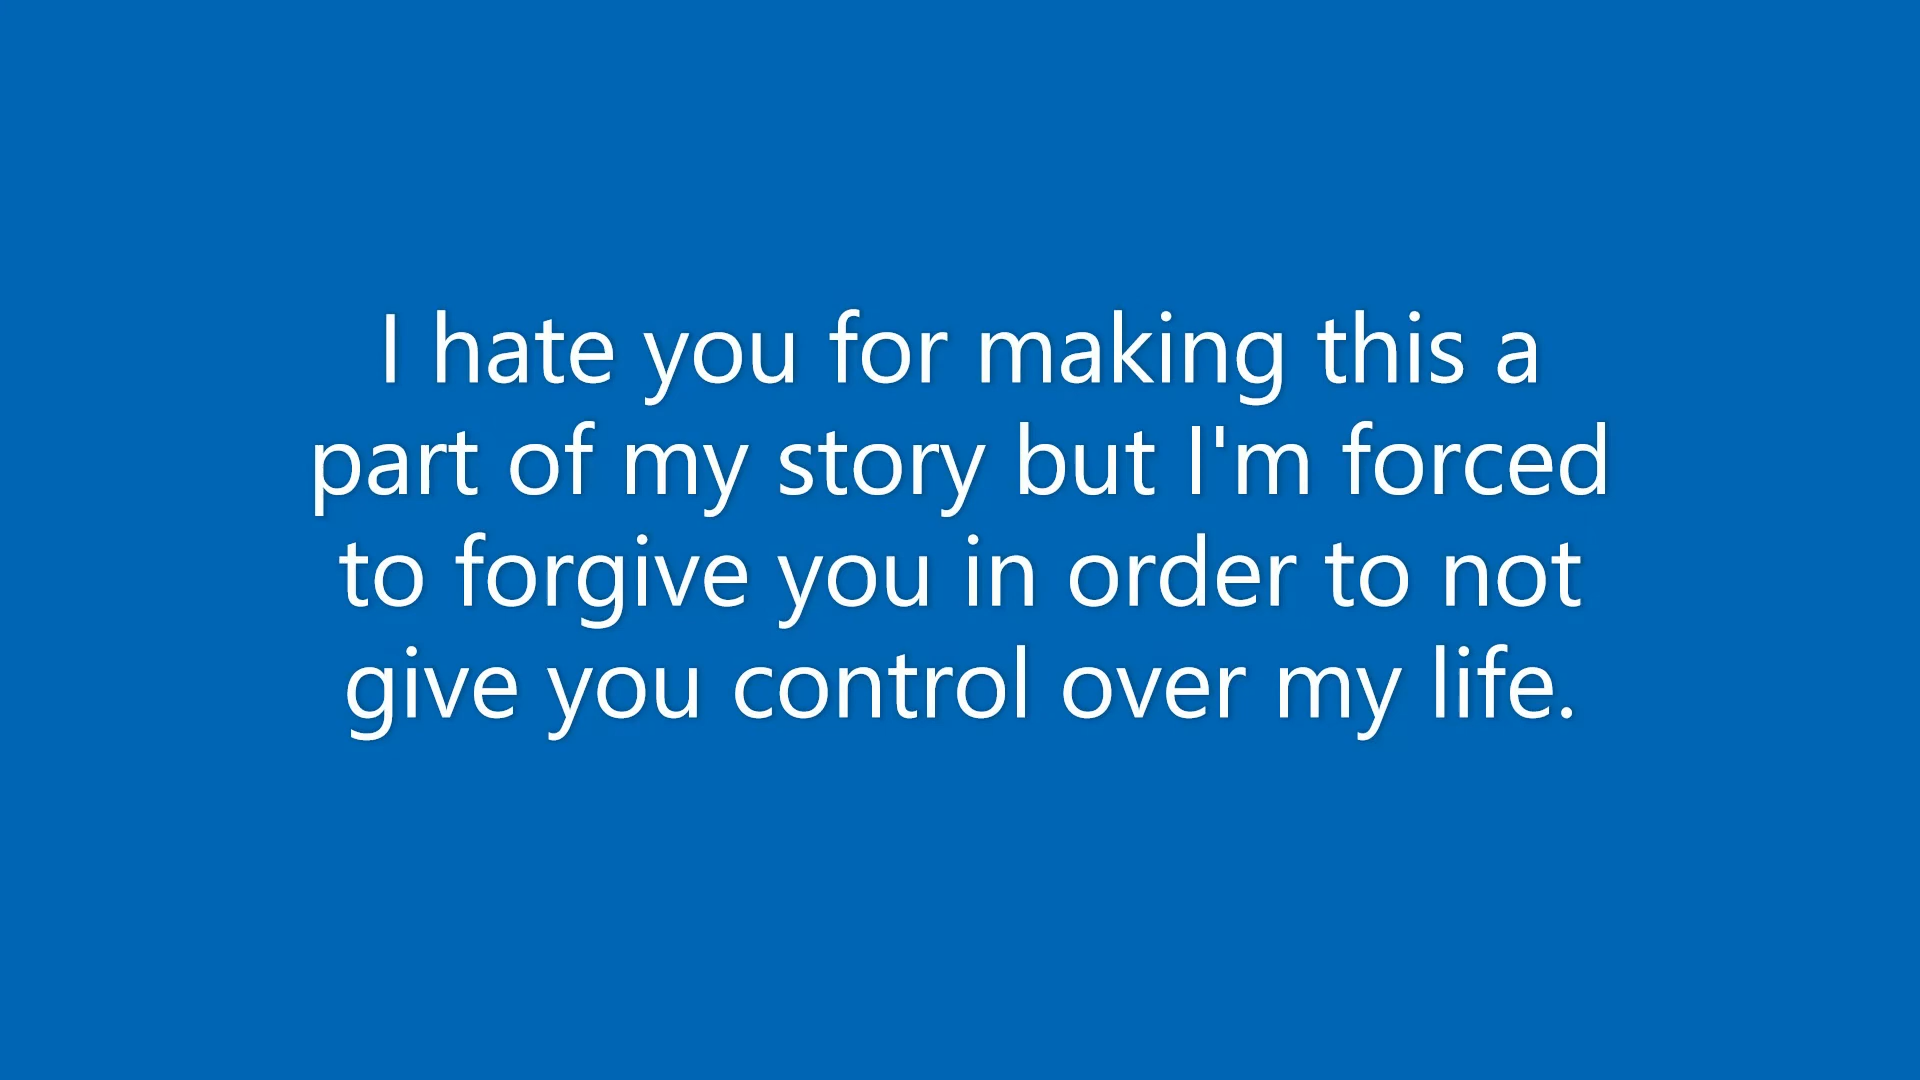 I hate you for making this a
part of my story but I'm forced
to forgive you in order to not
give you control over my life.